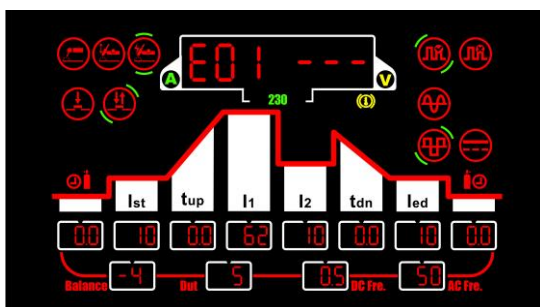 E01 ---
A V
230
Ist tup I1 I2 tdn Ied
0.0 10 0.0 62 10 0.0 10 0.0
Balance -4 Dut 5 0.5 DC Fre. 50 AC Fre.